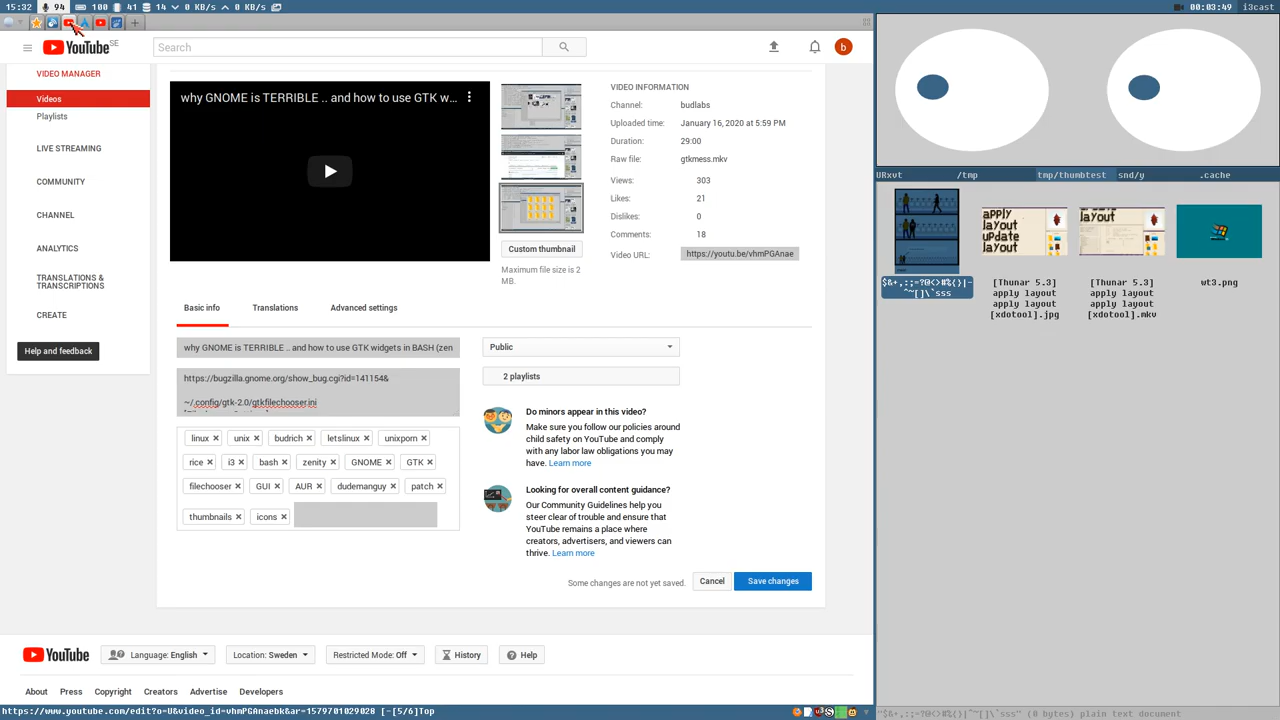 15:32 94 100 41 14 0 KB/s 0 KB/s
00:03:49 i3cast
YouTube SE
Search
b
VIDEO MANAGER
Videos
Playlists
LIVE STREAMING
COMMUNITY
CHANNEL
ANALYTICS
TRANSLATIONS &
TRANSCRIPTIONS
CREATE
Help and feedback
why GNOME is TERRIBLE .. and how to use GTK w...
Custom thumbnail
Maximum file size is 2
MB.
VIDEO INFORMATION
Channel: budlabs
Uploaded time: January 16, 2020 at 5:59 PM
Duration: 29:00
Raw file: gtkmess.mkv
Views: 303
Likes: 21
Dislikes: 0
Comments: 18
Video URL: https://youtu.be/vhmPGAnae
Basic info Translations Advanced settings
why GNOME is TERRIBLE .. and how to use GTK widgets in BASH (zen
https://bugzilla.gnome.org/show_bug.cgi?id=141154&
~/.config/gtk-2.0/gtkfilechooser.ini
linux × unix × budrich × letslinux × unixporn ×
rice × i3 × bash × zenity × GNOME × GTK ×
filechooser × GUI × AUR × dudemanguy × patch ×
thumbnails × icons ×
Public
2 playlists
Do minors appear in this video?
Make sure you follow our policies around
child safety on YouTube and comply
with any labor law obligations you may
have. Learn more
Looking for overall content guidance?
Our Community Guidelines help you
steer clear of trouble and ensure that
YouTube remains a place where
creators, advertisers, and viewers can
thrive. Learn more
Some changes are not yet saved. Cancel Save changes
YouTube Language: English Location: Sweden Restricted Mode: Off History Help
About Press Copyright Creators Advertise Developers
https://www.youtube.com/edit?o=U&video_id=vhmPGAnaebk&ar=1579701029028 [-[5/6]Top
URxvt /tmp tmp/thumbtest snd/y .cache
apply
layout
update
layout
apply
layout
$&+,:;=?@<>#%{}|-
^~[]\`sss
[Thunar 5.3]
apply layout
apply layout
[xdotool].jpg
[Thunar 5.3]
apply layout
apply layout
[xdotool].mkv
wt3.png
"$&+,:;=?@<>#%{}|-^~[]\`sss" (0 bytes) plain text document